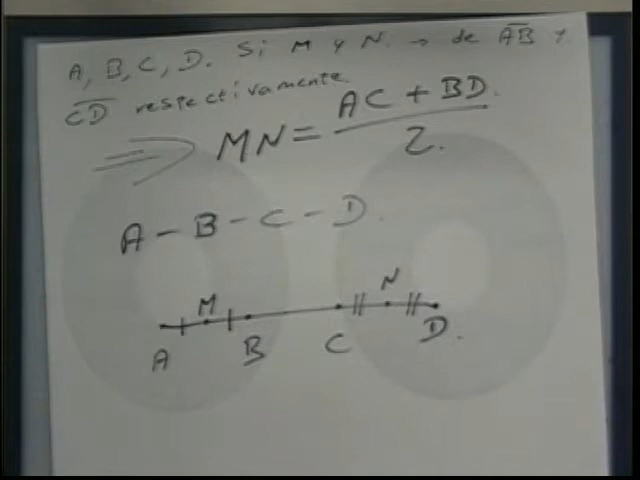 A, B, C, D. Si M y N. → de AB y
CD respectivamente.
⇒ MN = AC + BD. / 2.
A - B - C - D.
M N
A B C D.